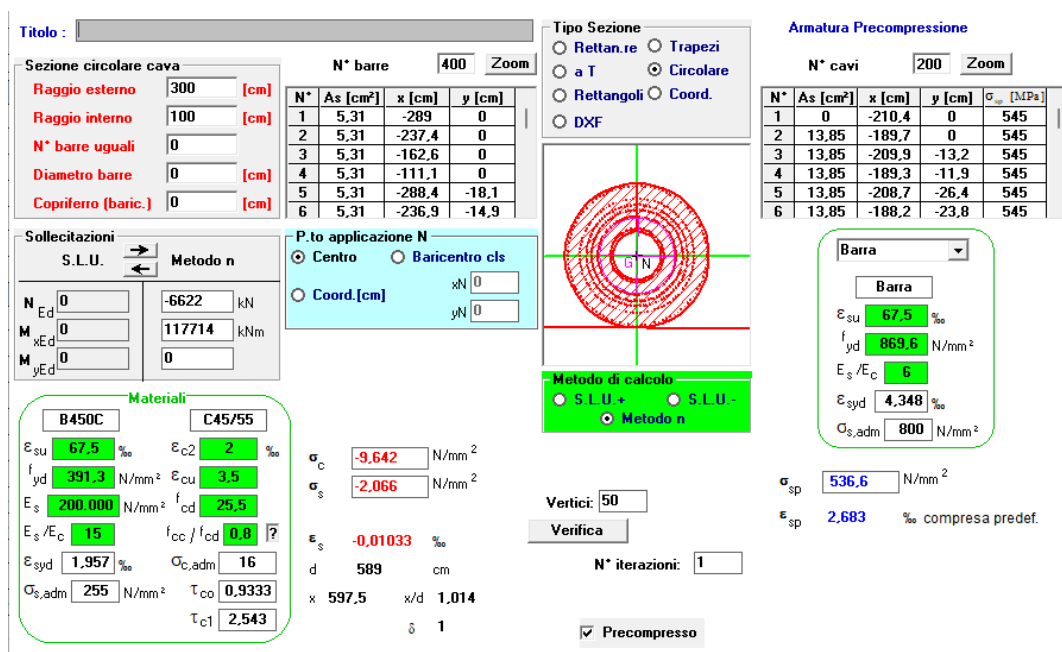 Titolo :
Sezione circolare cava
Raggio esterno 300 [cm]
Raggio interno 100 [cm]
N° barre uguali 0
Diametro barre 0 [cm]
Copriferro (baric.) 0 [cm]
N° barre 400 Zoom
N° As [cm²] x [cm] y [cm]
1 5,31 -289 0
2 5,31 -237,4 0
3 5,31 -162,6 0
4 5,31 -111,1 0
5 5,31 -288,4 -18,1
6 5,31 -236,9 -14,9
Tipo Sezione
Rettan.re Trapezi
a T Circolare
Rettangoli Coord.
DXF
G N
Armatura Precompressione
N° cavi 200 Zoom
N° As [cm²] x [cm] y [cm] σsp [MPa]
1 0 -210,4 0 545
2 13,85 -189,7 0 545
3 13,85 -209,9 -13,2 545
4 13,85 -189,3 -11,9 545
5 13,85 -208,7 -26,4 545
6 13,85 -188,2 -23,8 545
Sollecitazioni
S.L.U. Metodo n
N Ed 0 -6622 kN
M xEd 0 117714 kNm
M yEd 0 0
P.to applicazione N
Centro Baricentro cls
Coord.[cm] xN 0
yN 0
Barra
Barra
εsu 67,5 ‰
fyd 869,6 N/mm²
Es /Ec 6
εsyd 4,348 ‰
σs,adm 800 N/mm²
Metodo di calcolo
S.L.U.+ S.L.U.-
Metodo n
Materiali
B450C C45/55
εsu 67,5 ‰ εc2 2 ‰
fyd 391,3 N/mm² εcu 3,5
Es 200.000 N/mm² fcd 25,5
Es /Ec 15 fcc / fcd 0,8 ?
εsyd 1,957 ‰ σc,adm 16
σs,adm 255 N/mm² τco 0,9333
τc1 2,543
σc -9,642 N/mm²
σs -2,066 N/mm²
εs -0,01033 ‰
d 589 cm
x 597,5 x/d 1,014
δ 1
Vertici: 50
Verifica
N° iterazioni: 1
Precompresso
σsp 536,6 N/mm²
εsp 2,683 ‰ compresa predef.